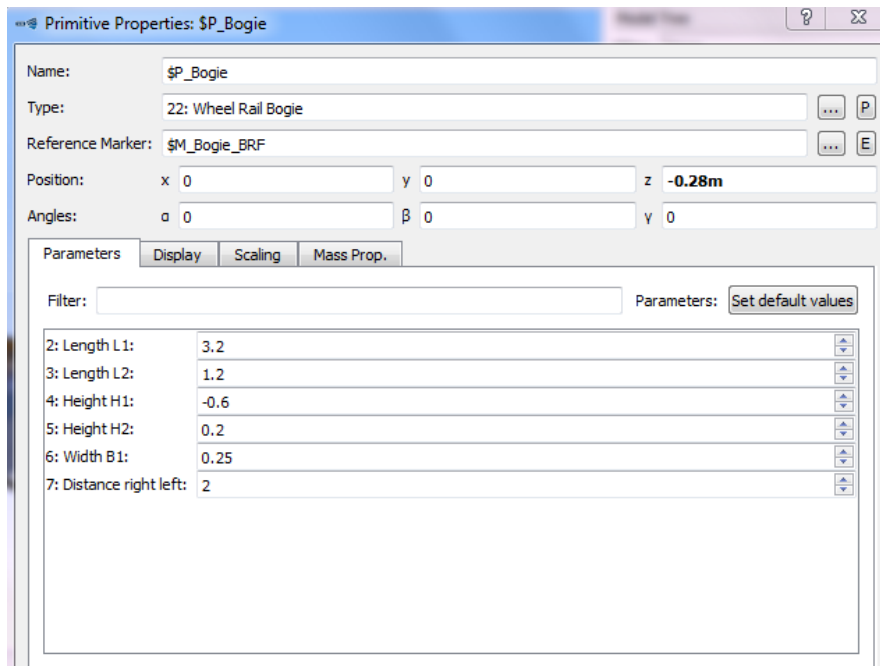 Primitive Properties: $P_Bogie
Name: $P_Bogie
Type: 22: Wheel Rail Bogie ... P
Reference Marker: $M_Bogie_BRF ... E
Position: x 0 y 0 z -0.28m
Angles: α 0 β 0 γ 0
Parameters Display Scaling Mass Prop.
Filter: Parameters: Set default values
2: Length L1: 3.2
3: Length L2: 1.2
4: Height H1: -0.6
5: Height H2: 0.2
6: Width B1: 0.25
7: Distance right left: 2